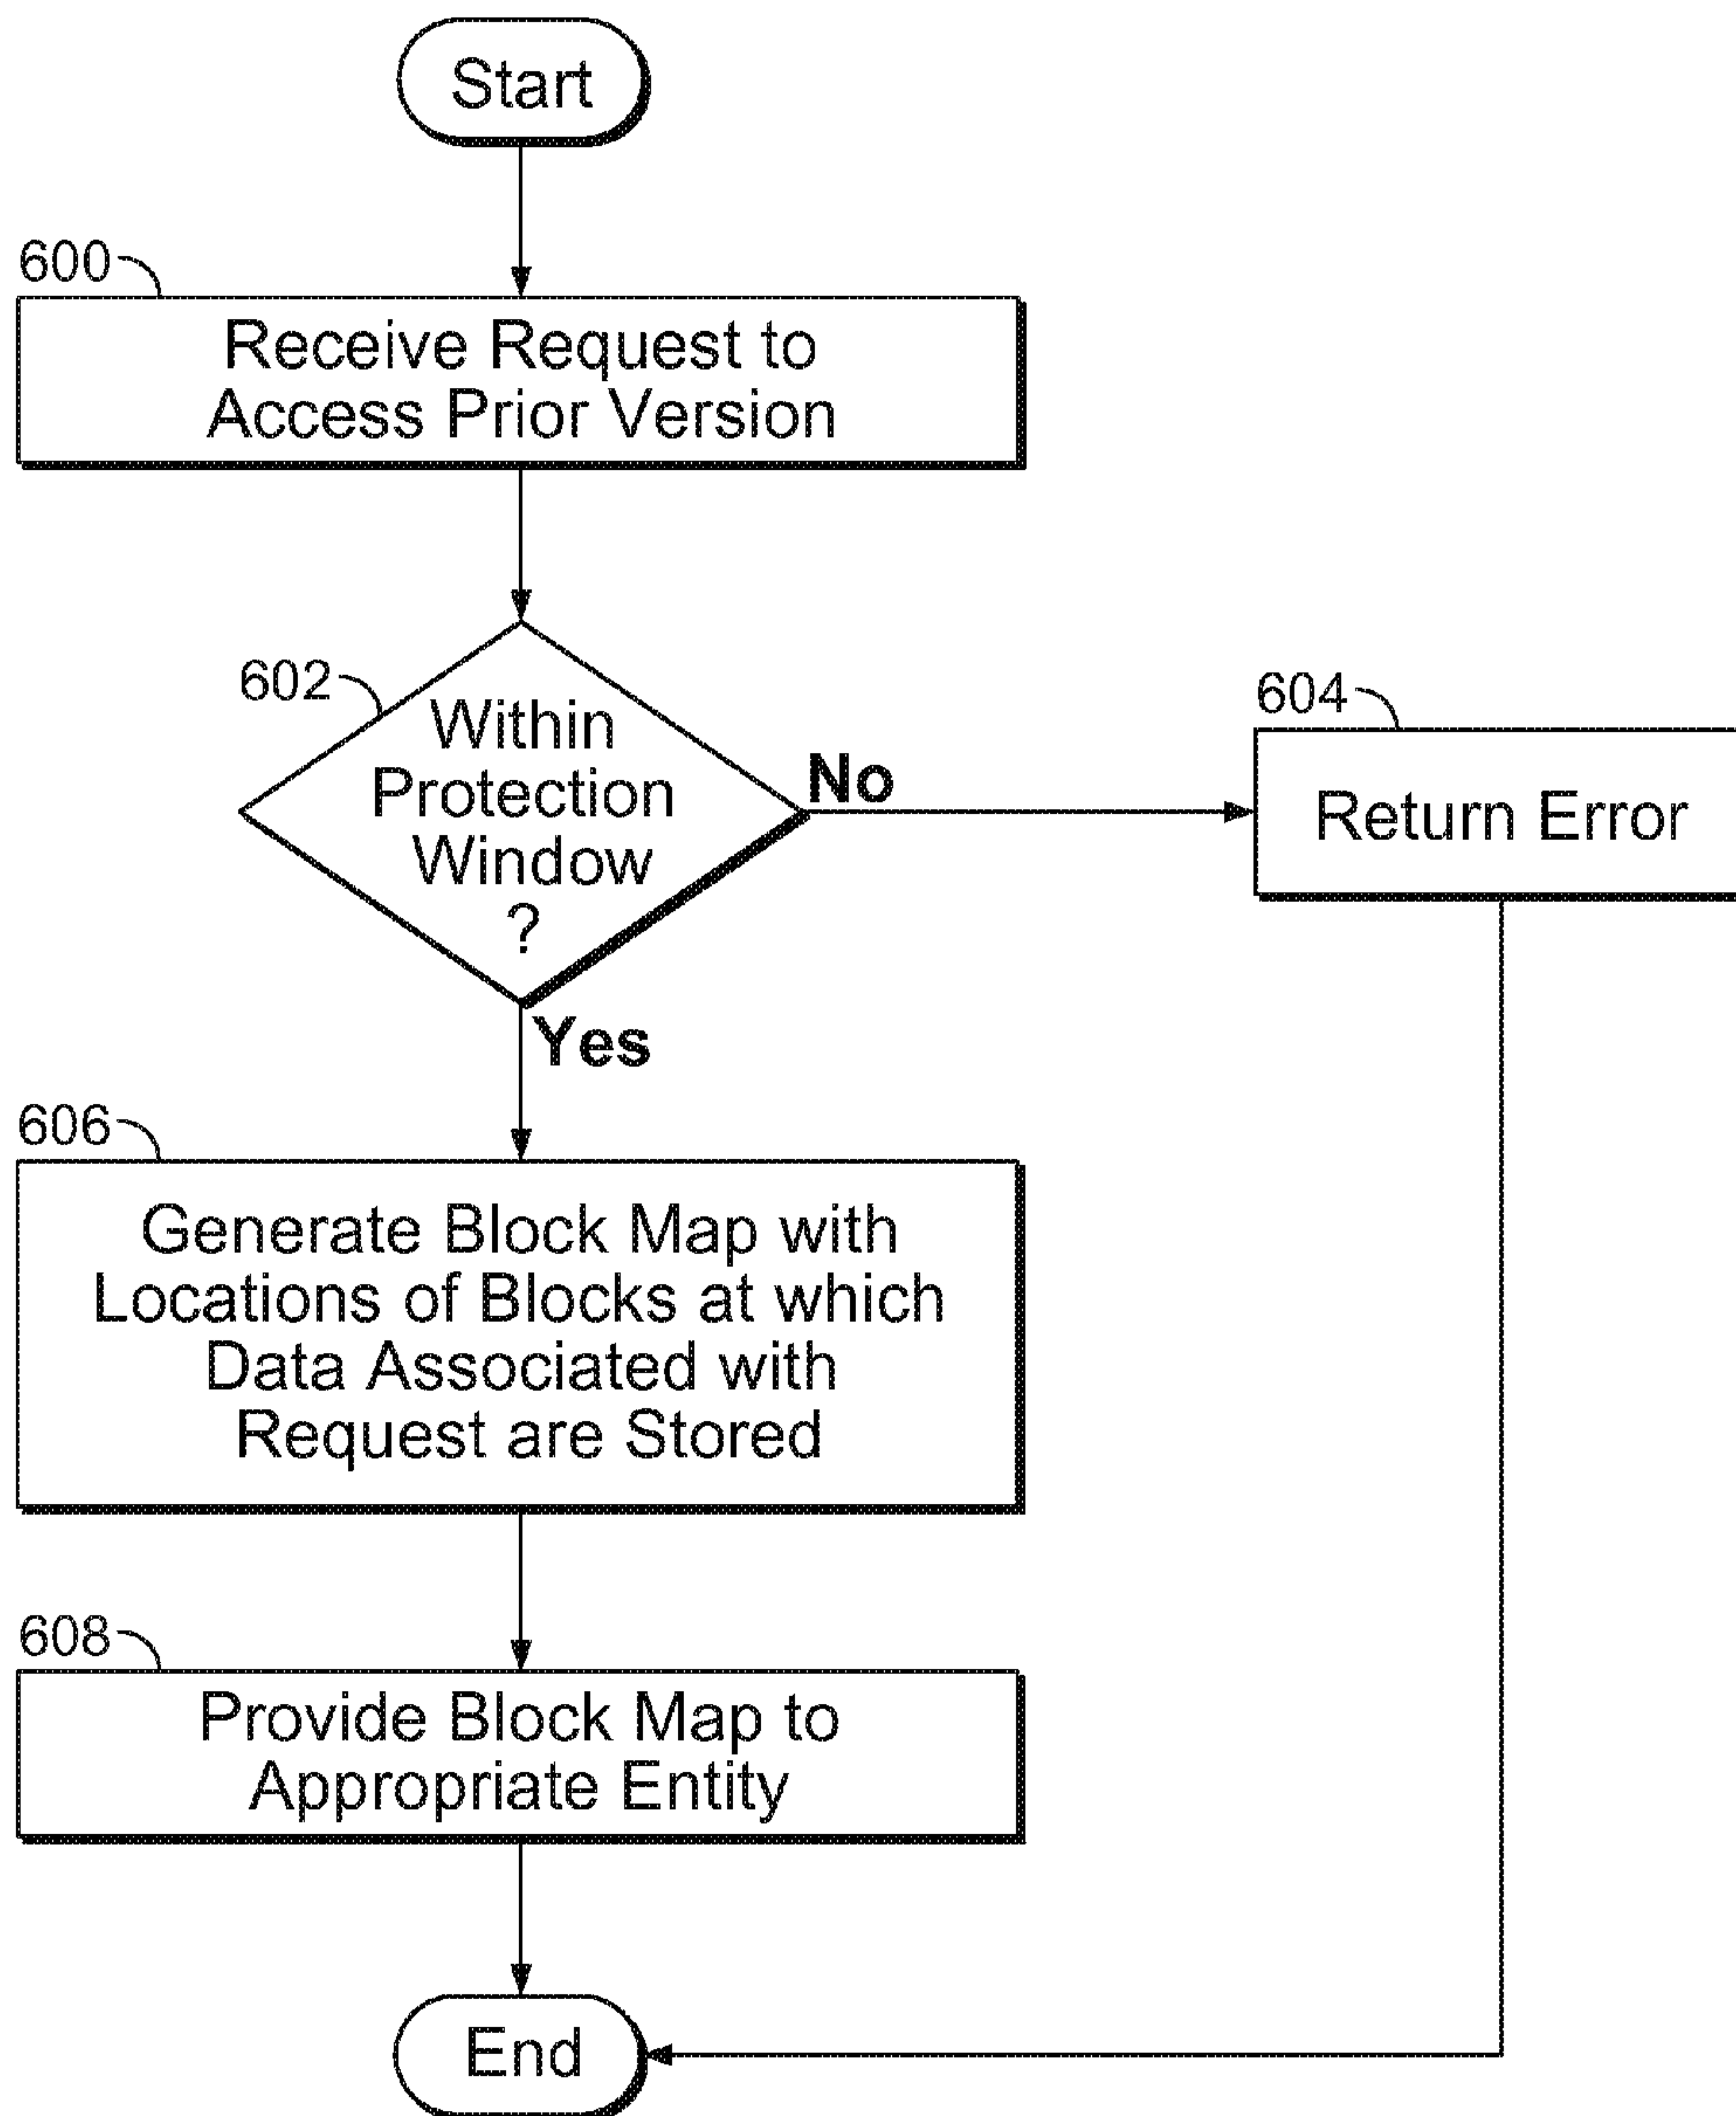 Start
600
Receive Request to
Access Prior Version
602
Within
Protection
Window
?
No
604
Return Error
Yes
606
Generate Block Map with
Locations of Blocks at which
Data Associated with
Request are Stored
608
Provide Block Map to
Appropriate Entity
End